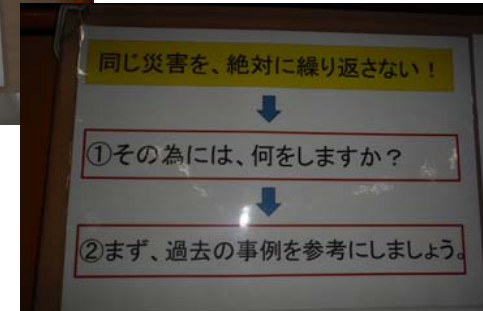 同じ災害を、絶対に繰り返さない！
①その為には、何をしますか？
②まず、過去の事例を参考にしましょう。